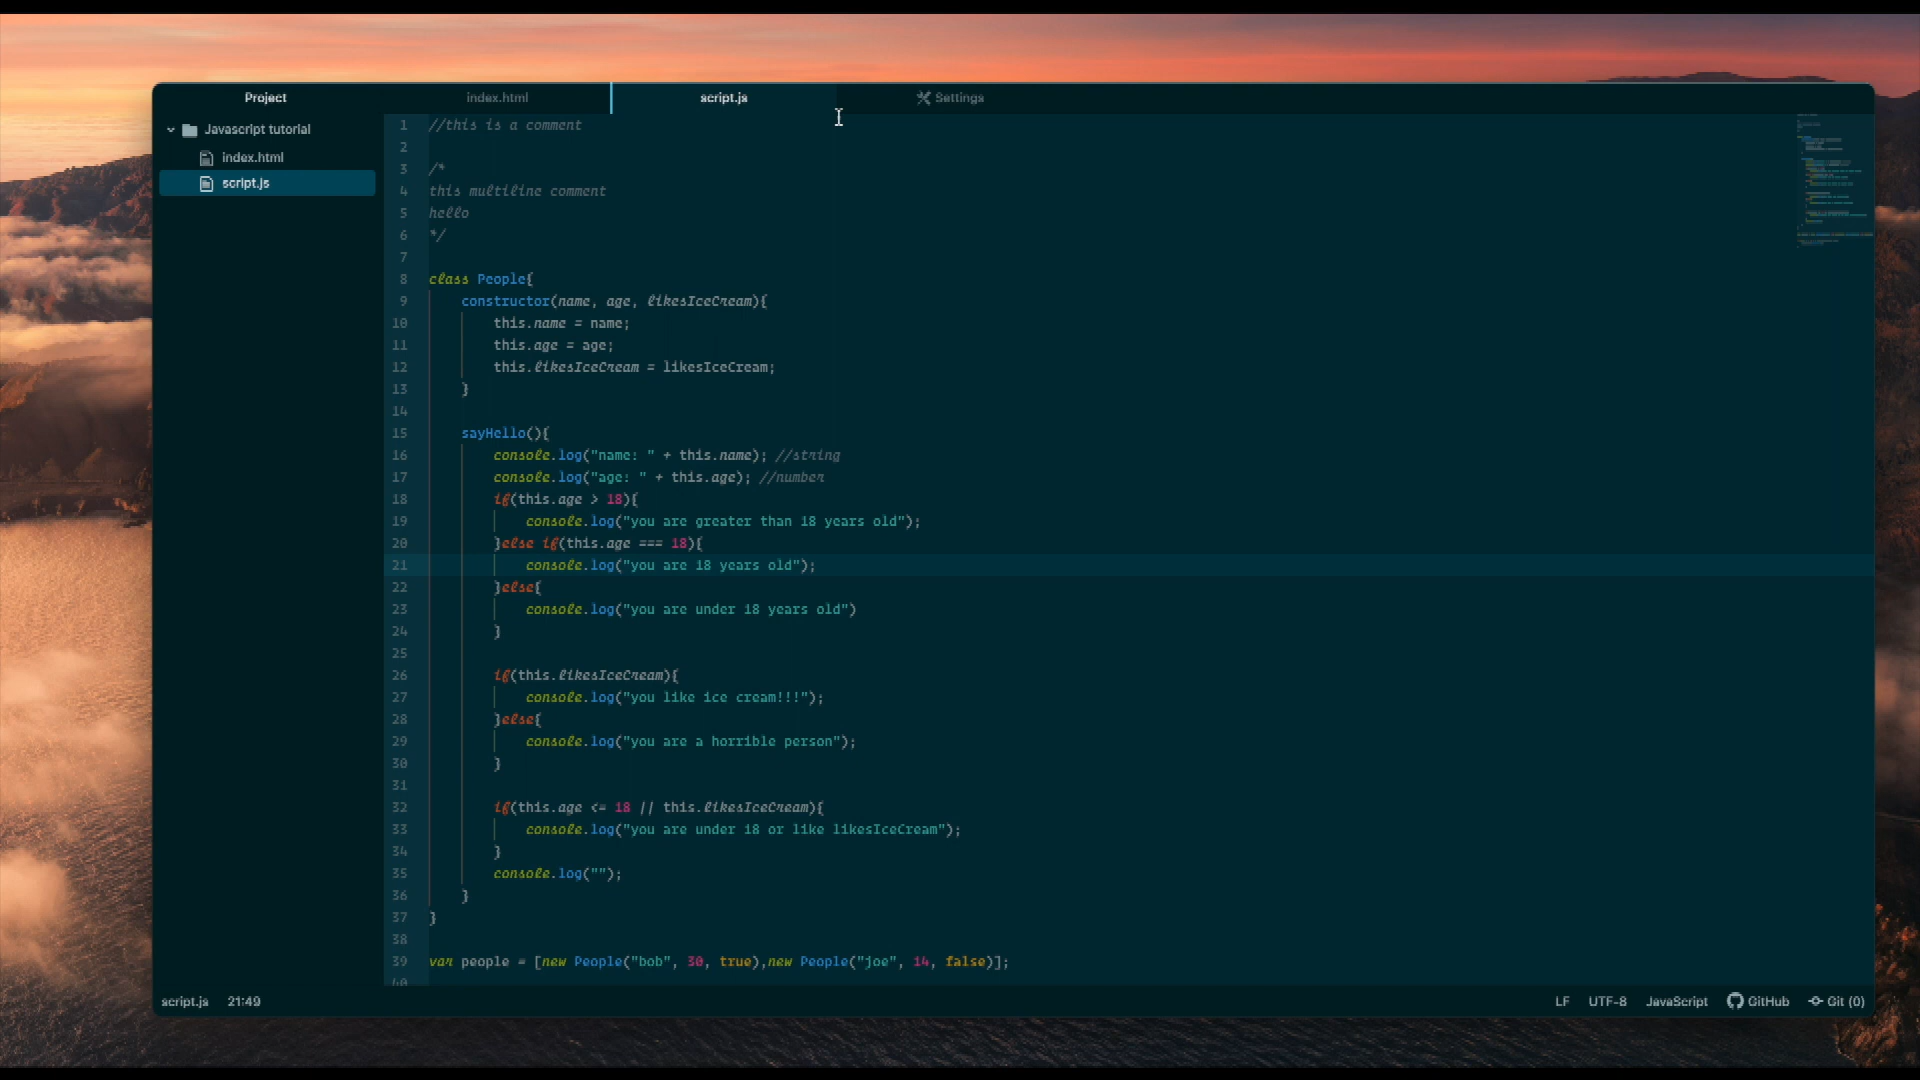 Project
index.html
script.js
Settings
Javascript tutorial
index.html
script.js
1 //this is a comment
2
3 /*
4 this multiline comment
5 hello
6 */
7
8 class People{
9 constructor(name, age, likesIceCream){
10 this.name = name;
11 this.age = age;
12 this.likesIceCream = likesIceCream;
13 }
14
15 sayHello(){
16 console.log("name: " + this.name); //string
17 console.log("age: " + this.age); //number
18 if(this.age > 18){
19 console.log("you are greater than 18 years old");
20 }else if(this.age === 18){
21 console.log("you are 18 years old");
22 }else{
23 console.log("you are under 18 years old")
24 }
25
26 if(this.likesIceCream){
27 console.log("you like ice cream!!!");
28 }else{
29 console.log("you are a horrible person");
30 }
31
32 if(this.age <= 18 || this.likesIceCream){
33 console.log("you are under 18 or like likesIceCream");
34 }
35 console.log("");
36 }
37 }
38
39 var people = [new People("bob", 30, true),new People("joe", 14, false)];
40
script.js 21:49 LF UTF-8 JavaScript GitHub Git (0)